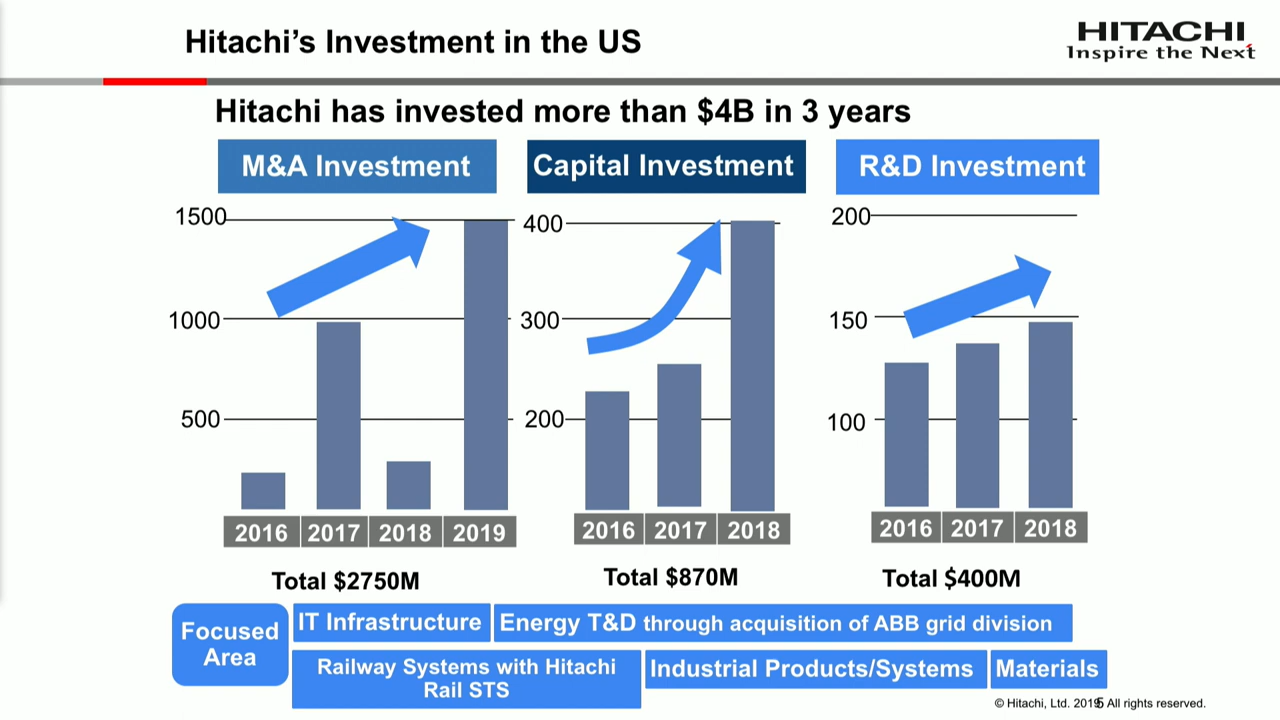 Hitachi’s Investment in the US
HITACHI
Inspire the Next
Hitachi has invested more than $4B in 3 years
M&A Investment
1500
1000
500
2016 2017 2018 2019
Total $2750M
Capital Investment
400
300
200
2016 2017 2018
Total $870M
R&D Investment
200
150
100
2016 2017 2018
Total $400M
Focused
Area
IT Infrastructure
Energy T&D through acquisition of ABB grid division
Railway Systems with Hitachi
Rail STS
Industrial Products/Systems
Materials
© Hitachi, Ltd. 2019. All rights reserved.
5